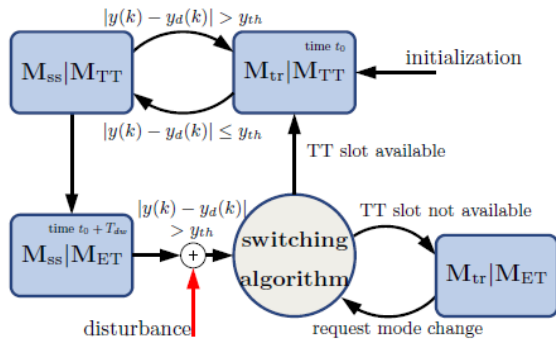 |y(k) − y_d(k)| > y_th
M_ss|M_TT
time t_0
M_tr|M_TT
initialization
|y(k) − y_d(k)| ≤ y_th
TT slot available
|y(k) − y_d(k)|
> y_th
time t_0 + T_dw
M_ss|M_ET
+
switching
algorithm
TT slot not available
M_tr|M_ET
disturbance
request mode change